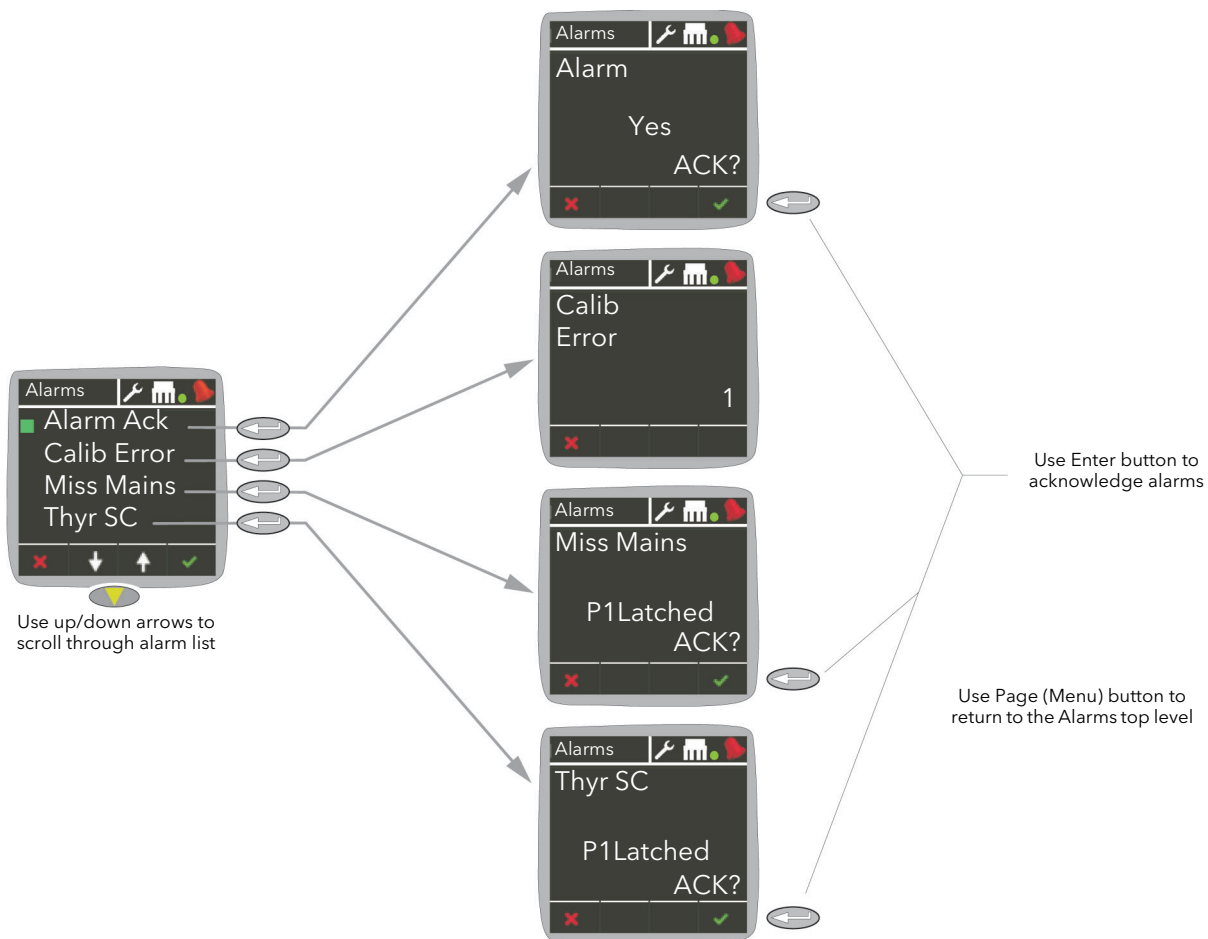 Alarms
Alarm
Yes
ACK?
Alarms
Calib
Error
1
Alarms
Alarm Ack
Calib Error
Miss Mains
Thyr SC
Use up/down arrows to
scroll through alarm list
Alarms
Miss Mains
P1Latched
ACK?
Alarms
Thyr SC
P1Latched
ACK?
Use Enter button to
acknowledge alarms
Use Page (Menu) button to
return to the Alarms top level